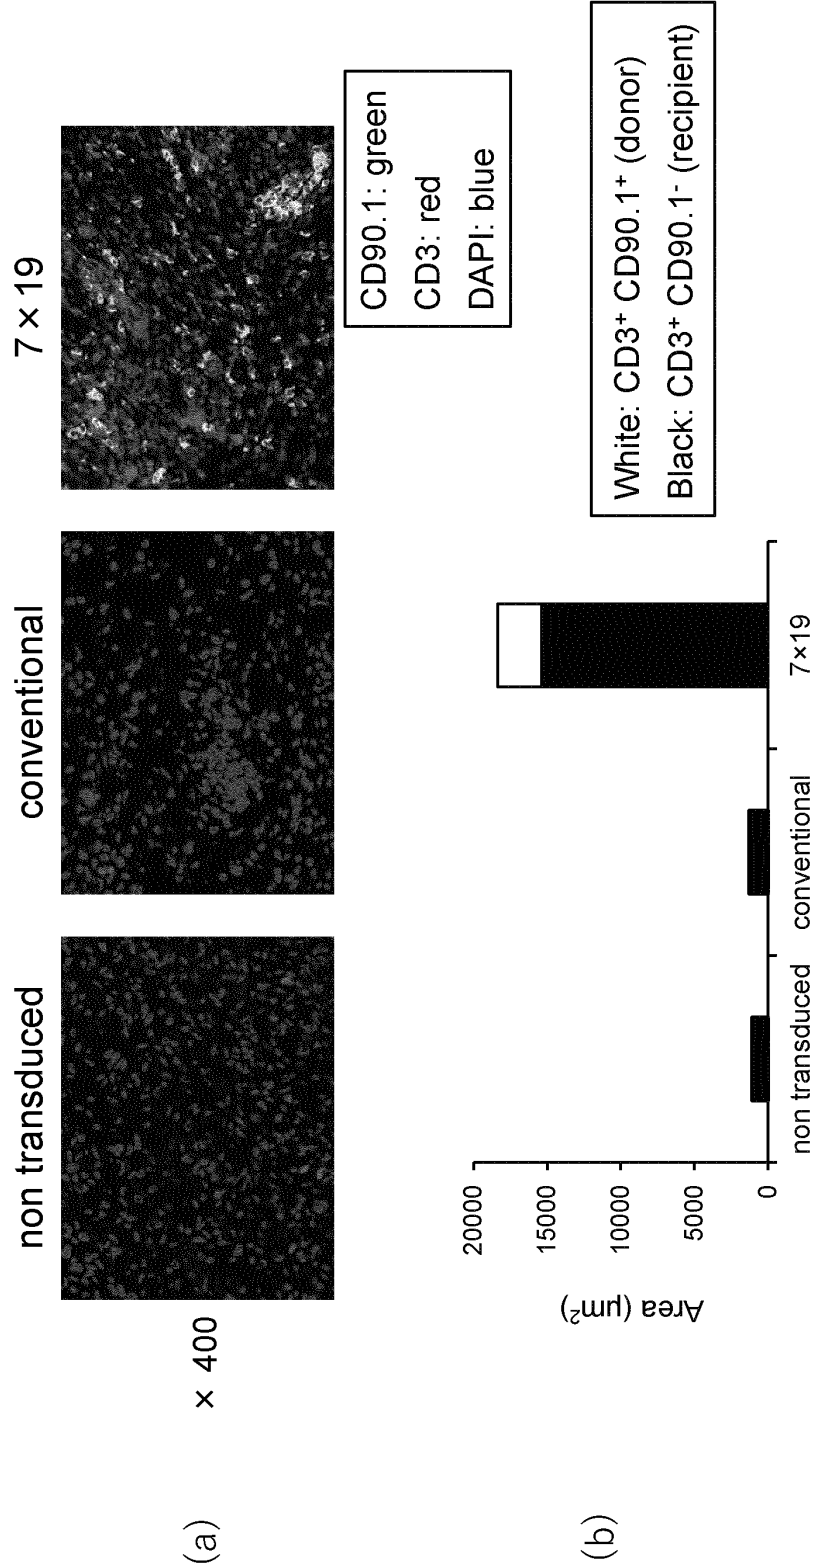 (a)
non transduced
conventional
7 × 19
× 400
CD90.1: green
CD3: red
DAPI: blue
(b)
Area (μm²)
20000
15000
10000
5000
0
non transduced
conventional
7×19
White: CD3⁺ CD90.1⁺ (donor)
Black: CD3⁺ CD90.1⁻ (recipient)